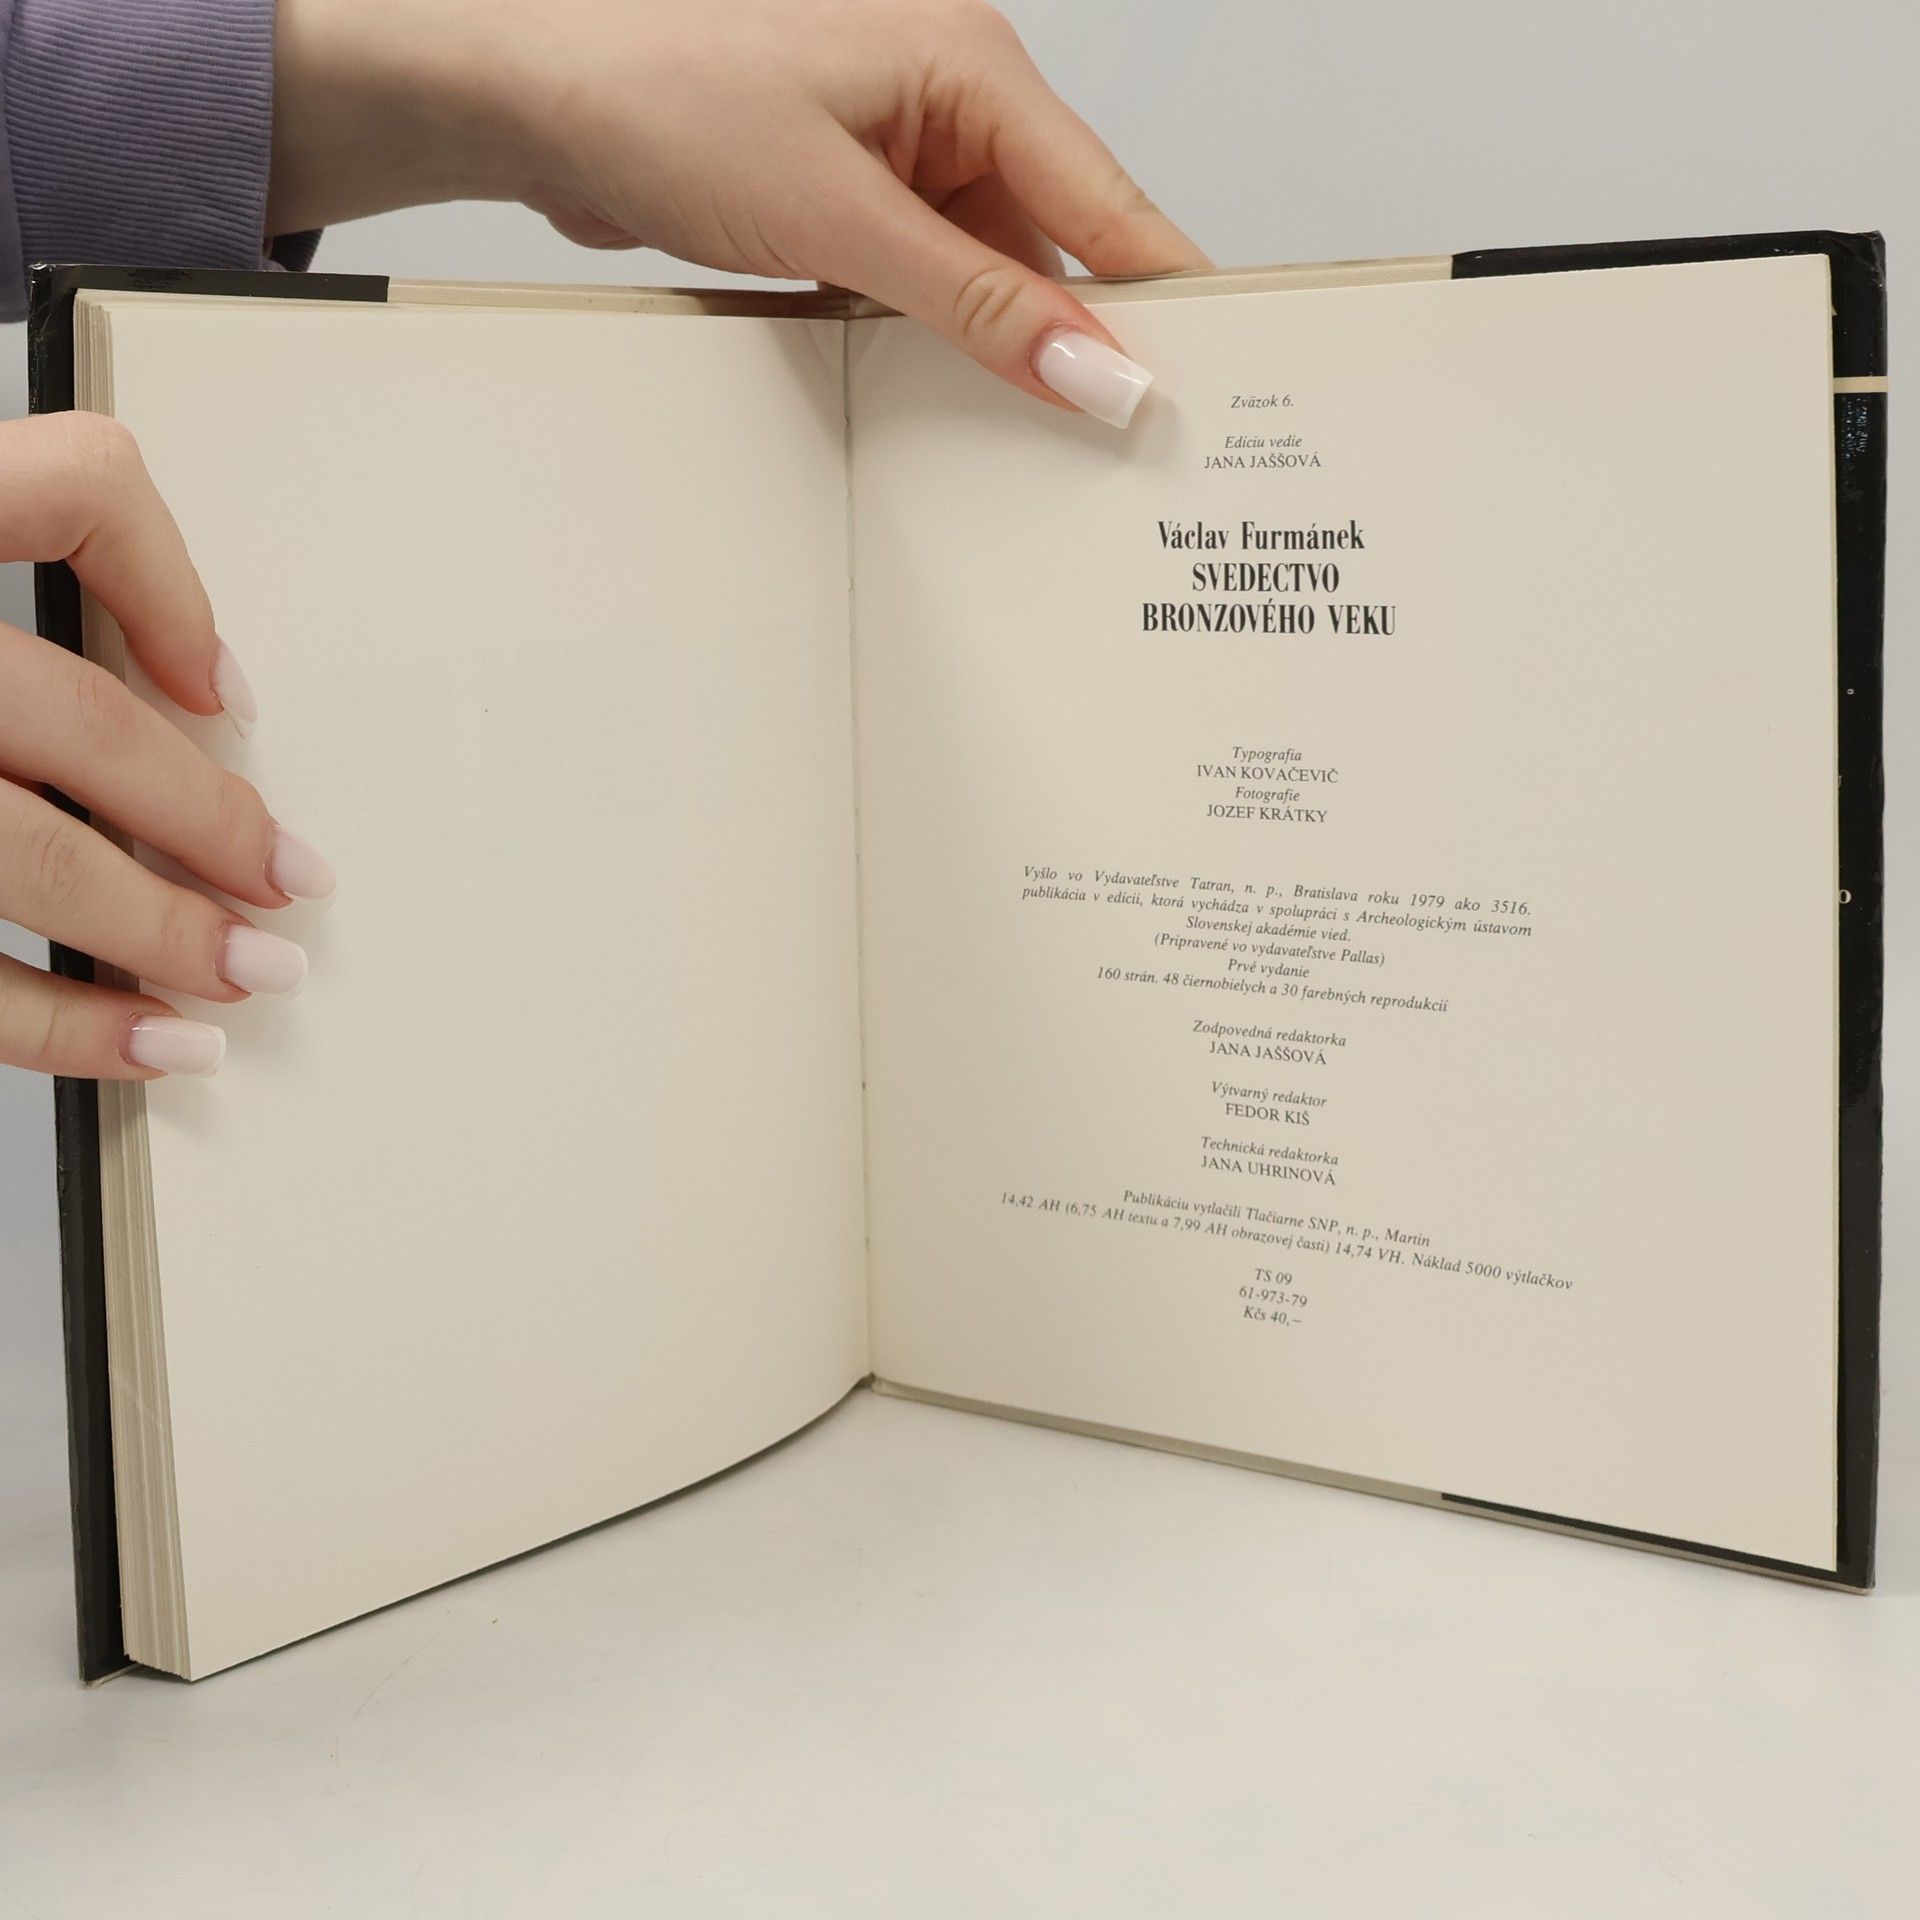 Zväzok 6.
Edíciu vedie
JANA JAŠŠOVÁ
Václav Furmánek
SVEDECTVO
BRONZOVÉHO VEKU
Typografia
IVAN KOVAČEVIČ
Fotografie
JOZEF KRÁTKY
Vyšlo vo Vydavateľstve Tatran, n. p., Bratislava roku 1979 ako 3516.
publikácia v edícii, ktorá vychádza v spolupráci s Archeologickým ústavom
Slovenskej akadémie vied.
(Pripravené vo vydavateľstve Pallas)
Prvé vydanie
160 strán. 48 čiernobielych a 30 farebných reprodukcií
Zodpovedná redaktorka
JANA JAŠŠOVÁ
Výtvarný redaktor
FEDOR KIŠ
Technická redaktorka
JANA UHRINOVÁ
Publikáciu vytlačili Tlačiarne SNP, n. p., Martin
14,42 AH (6,75 AH textu a 7,99 AH obrazovej časti) 14,74 VH. Náklad 5000 výtlačkov
TS 09
61-973-79
Kčs 40,–